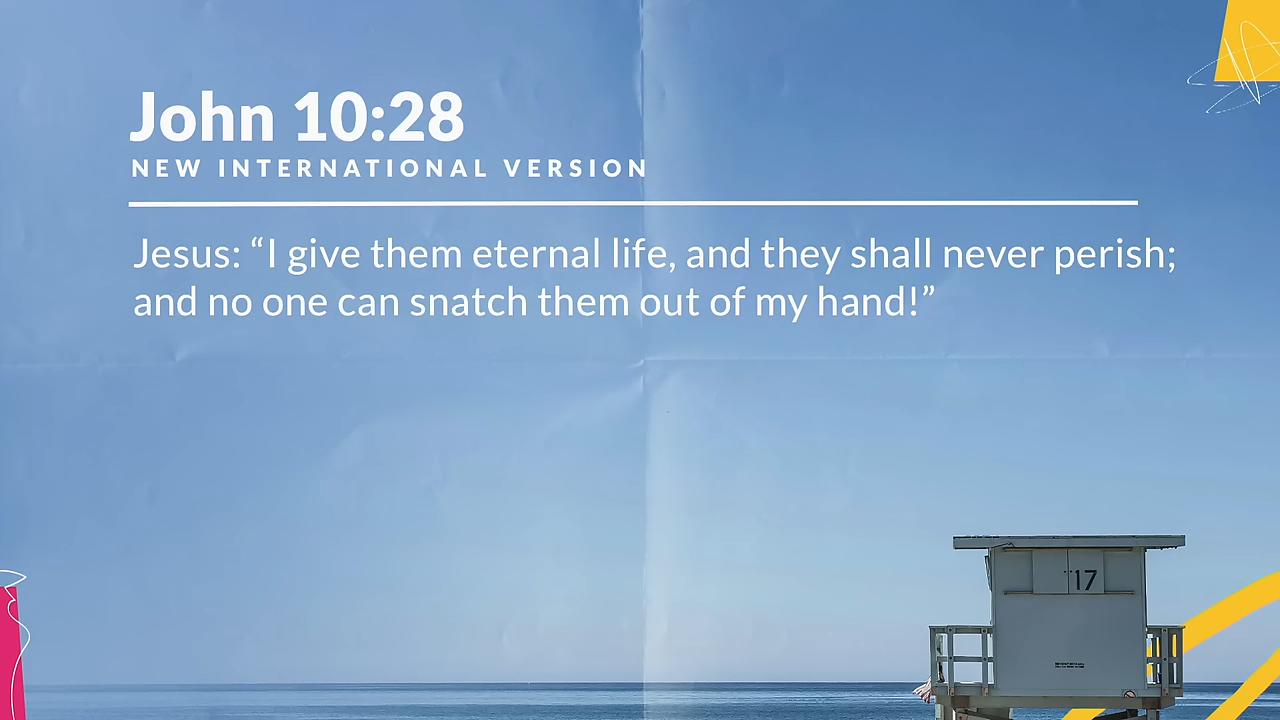 John 10:28
NEW INTERNATIONAL VERSION
Jesus: “I give them eternal life, and they shall never perish;
and no one can snatch them out of my hand!”
17